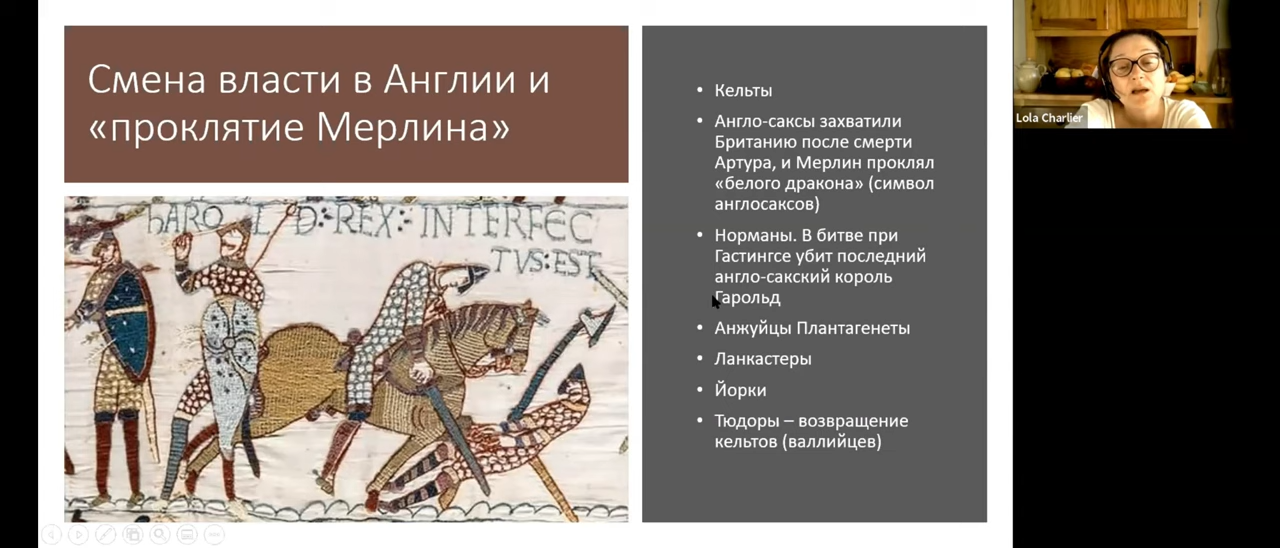 Смена власти в Англии и
«проклятие Мерлина»
hARO L D:REX:INTERFEC
TVS:EST
• Кельты
• Англо-саксы захватили
Британию после смерти
Артура, и Мерлин проклял
«белого дракона» (символ
англосаксов)
• Норманы. В битве при
Гастингсе убит последний
англо-сакский король
Гарольд
• Анжуйцы Плантагенеты
• Ланкастеры
• Йорки
• Тюдоры – возвращение
кельтов (валлийцев)
Lola Charlier